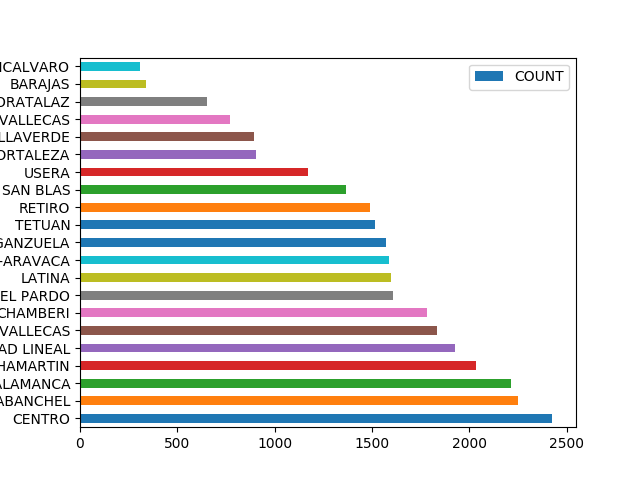 ICALVARO
BARAJAS
ORATALAZ
VALLECAS
LLAVERDE
ORTALEZA
USERA
SAN BLAS
RETIRO
TETUAN
GANZUELA
-ARAVACA
LATINA
EL PARDO
CHAMBERI
VALLECAS
AD LINEAL
HAMARTIN
ALAMANCA
ABANCHEL
CENTRO
COUNT
0 500 1000 1500 2000 2500